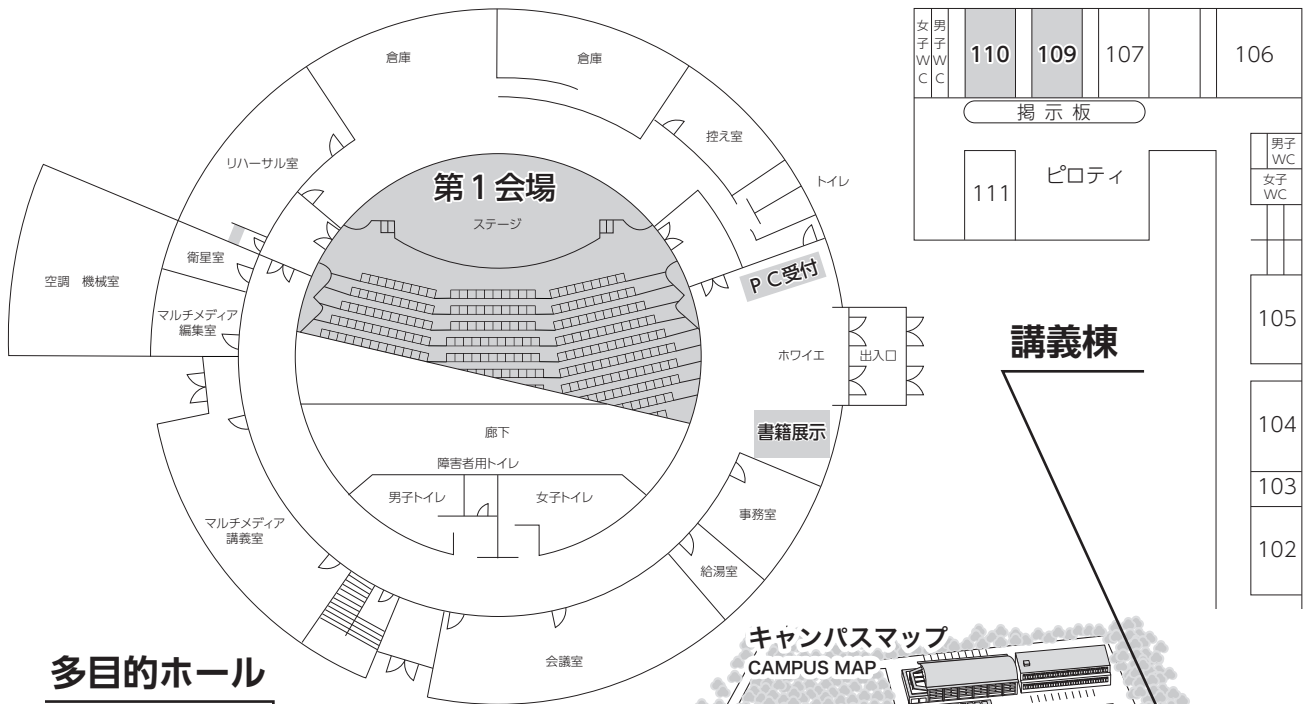 倉庫
倉庫
控え室
トイレ
リハーサル室
第1会場
ステージ
PC受付
衛星室
空調 機械室
マルチメディア
編集室
ホワイエ
出入口
書籍展示
廊下
障害者用トイレ
男子トイレ
女子トイレ
マルチメディア
講義室
事務室
給湯室
会議室
多目的ホール
女子WC
男子WC
110
109
107
106
掲示板
111
ピロティ
男子
WC
女子
WC
105
104
103
102
講義棟
キャンパスマップ
CAMPUS MAP